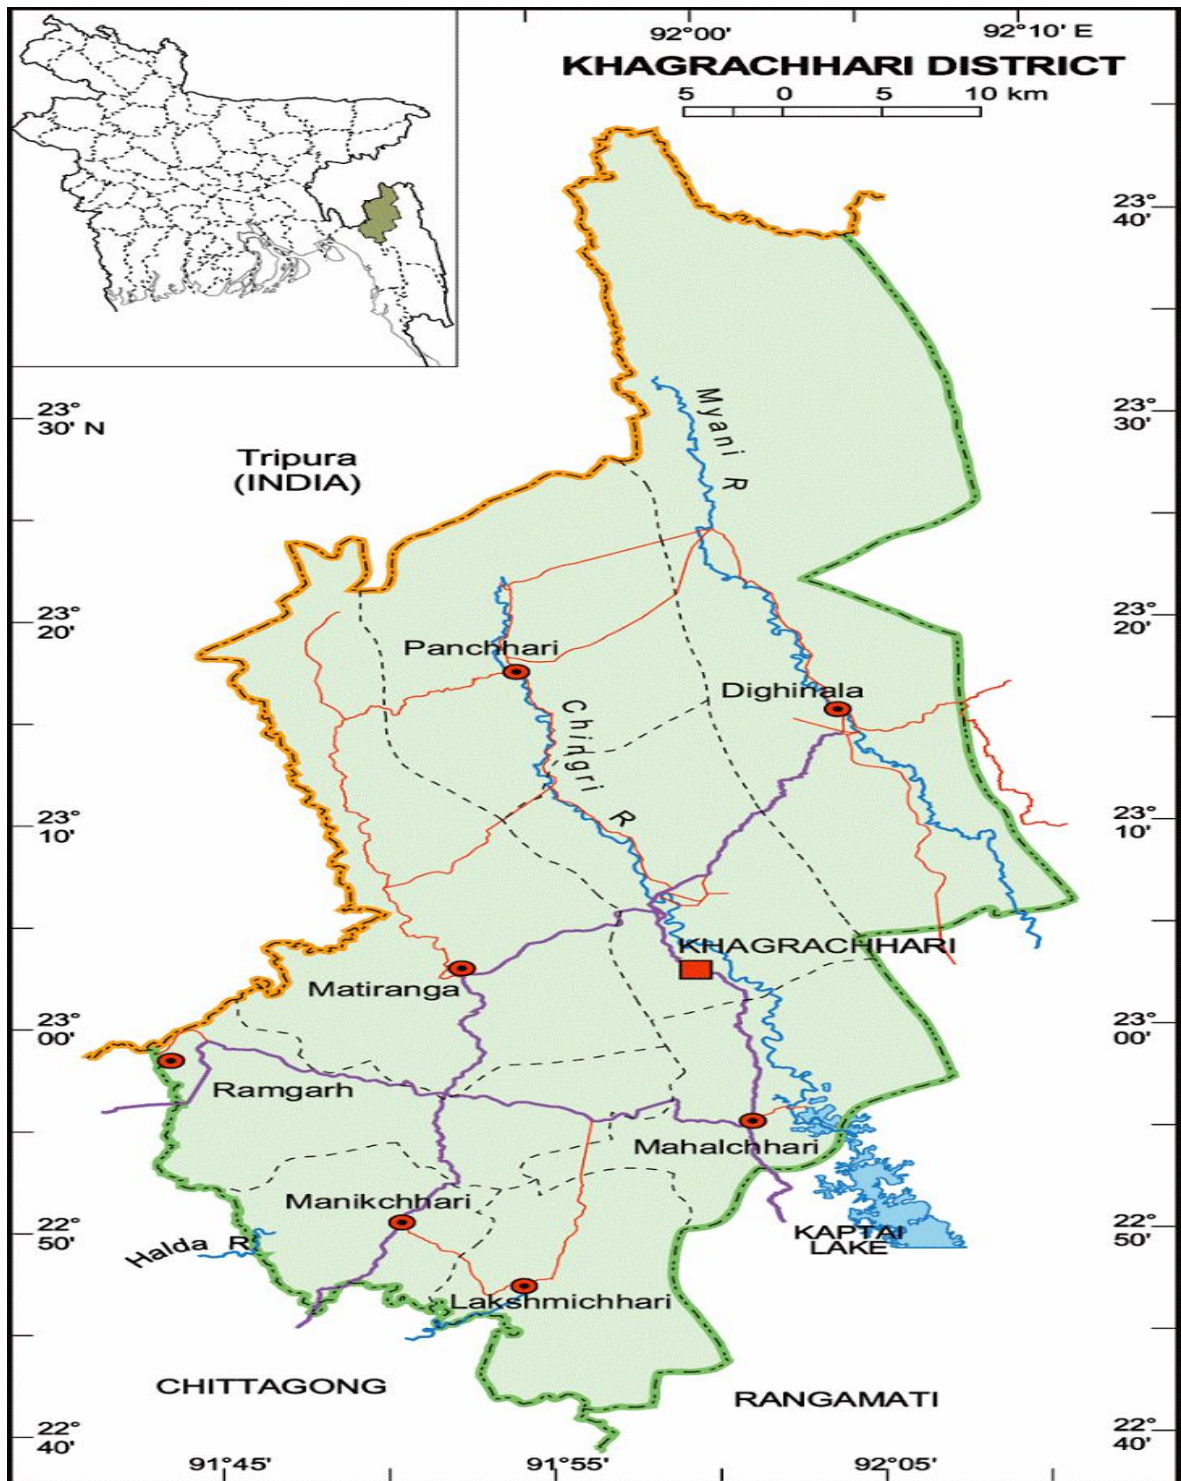 92°00'
92°10' E
KHAGRACHHARI DISTRICT
5 0 5 10 km
23°
40'
23°
30' N
23°
30'
Myani R
Tripura
(INDIA)
23°
20'
23°
20'
Panchhari
Dighinala
Chingri R
23°
10'
23°
10'
KHAGRACHHARI
Matiranga
23°
00'
23°
00'
Ramgarh
Mahalchhari
Manikchhari
22°
50'
Halda R
KAPTAI
LAKE
22°
50'
Lakshmichhari
CHITTAGONG
RANGAMATI
22°
40'
22°
40'
91°45'
91°55'
92°05'